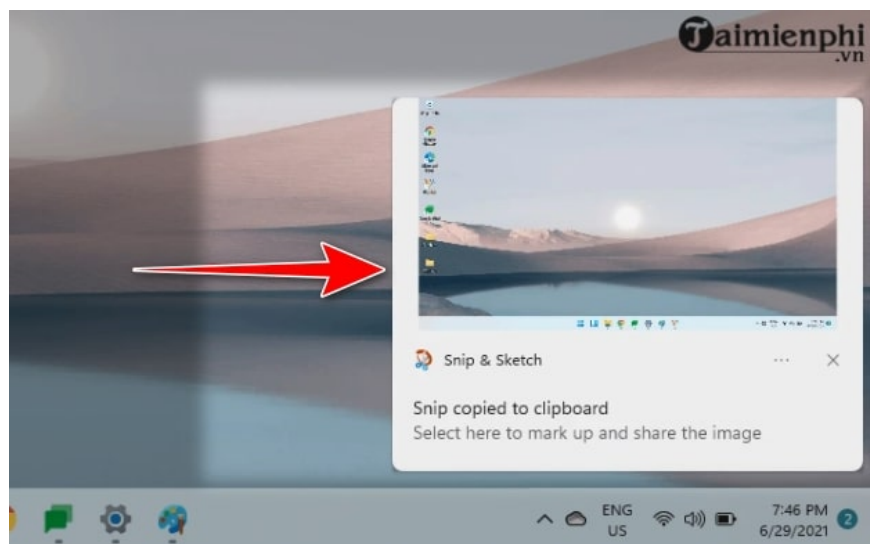 Taimienphi
.vn
Snip & Sketch
Snip copied to clipboard
Select here to mark up and share the image
ENG
US
7:46 PM
6/29/2021
2